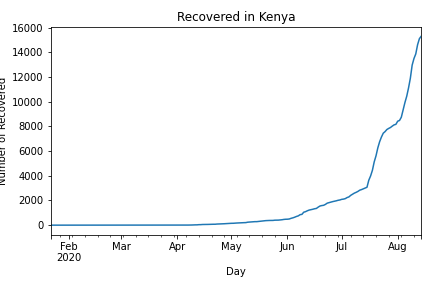 Recovered in Kenya
16000
14000
12000
10000
8000
6000
4000
2000
0
Number of Recovered
Feb
2020
Mar
Apr
May
Jun
Jul
Aug
Day